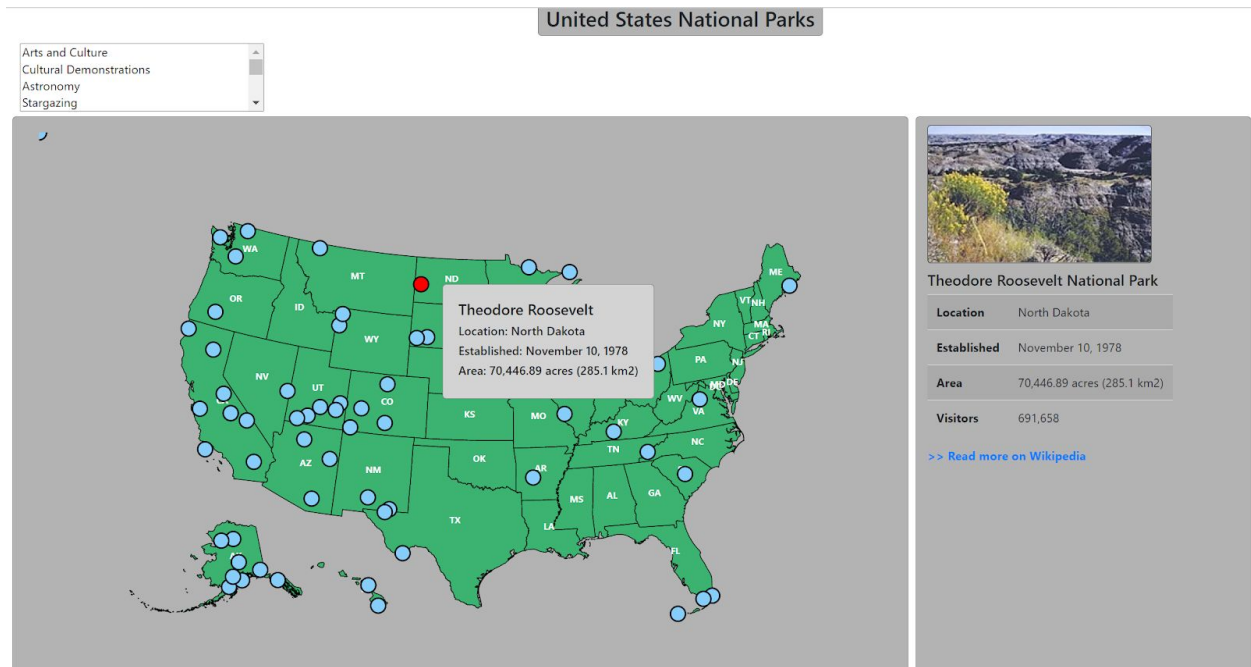 United States National Parks
Arts and Culture
Cultural Demonstrations
Astronomy
Stargazing
WA
MT
ND
ME
OR
ID
VT
NH
WY
NY
MA
CT
RI
NV
UT
CO
KS
MO
PA
NJ
MD
DE
WV
VA
KY
AZ
NM
OK
AR
TN
NC
TX
MS
AL
GA
LA
FL
Theodore Roosevelt
Location: North Dakota
Established: November 10, 1978
Area: 70,446.89 acres (285.1 km2)
Theodore Roosevelt National Park
Location North Dakota
Established November 10, 1978
Area 70,446.89 acres (285.1 km2)
Visitors 691,658
>> Read more on Wikipedia